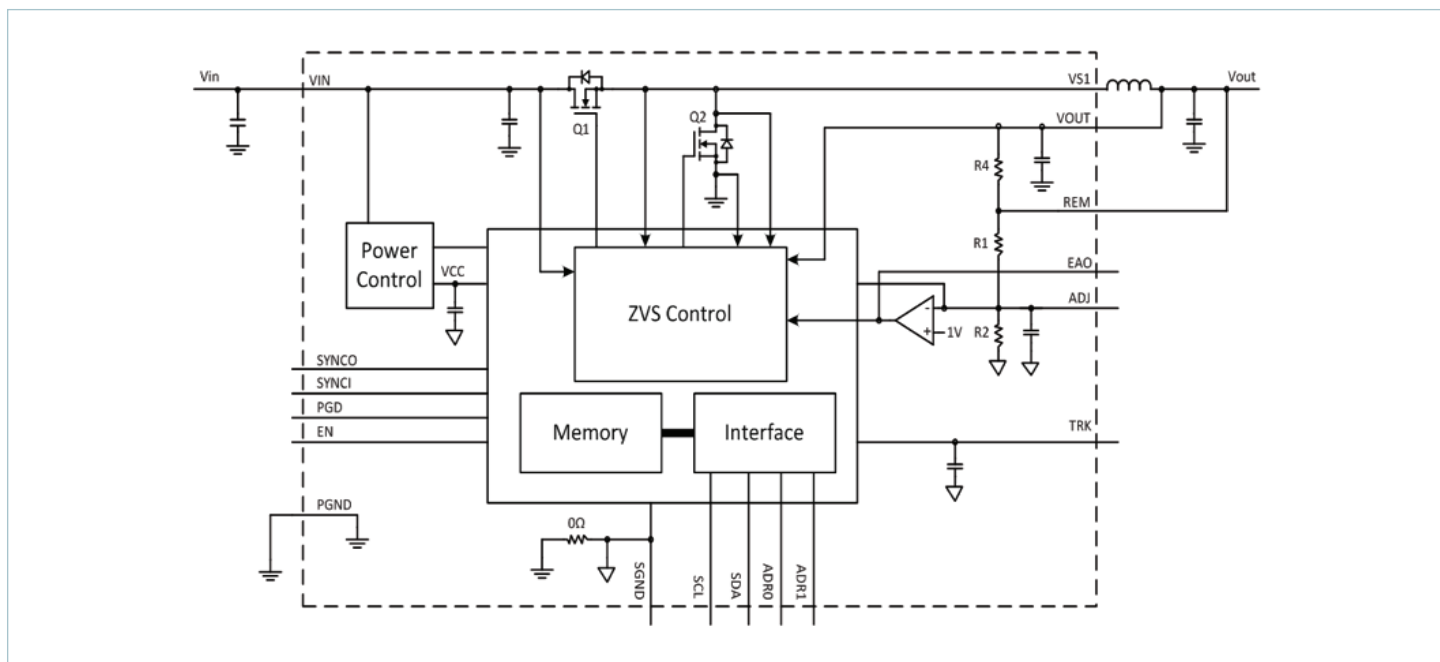 Vin
VIN
VS1
Vout
Q1
Q2
VOUT
R4
REM
R1
EAO
ADJ
Power
Control
VCC
ZVS Control
-
+
1V
R2
SYNCO
SYNCI
PGD
EN
Memory
Interface
TRK
PGND
0Ω
SGND
SCL
SDA
ADR0
ADR1